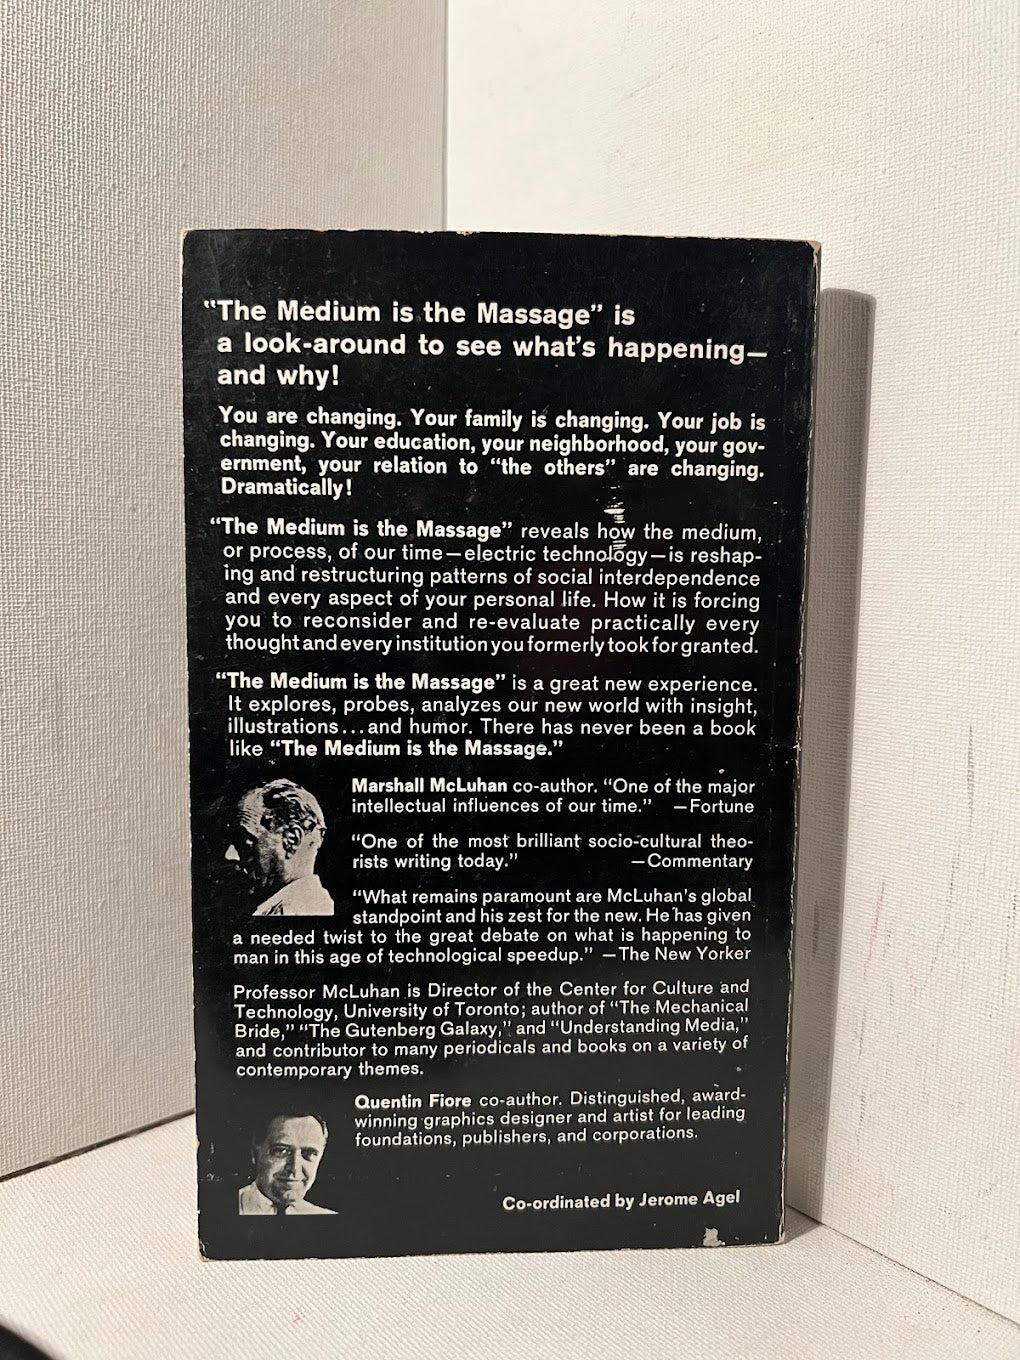 "The Medium is the Massage" is
a look-around to see what's happening—
and why!
You are changing. Your family is changing. Your job is
changing. Your education, your neighborhood, your gov-
ernment, your relation to "the others" are changing.
Dramatically!
"The Medium is the Massage" reveals how the medium,
or process, of our time—electric technology—is reshap-
ing and restructuring patterns of social interdependence
and every aspect of your personal life. How it is forcing
you to reconsider and re-evaluate practically every
thought and every institution you formerly took for granted.
"The Medium is the Massage" is a great new experience.
It explores, probes, analyzes our new world with insight,
illustrations...and humor. There has never been a book
like "The Medium is the Massage."
Marshall McLuhan co-author. "One of the major
intellectual influences of our time." —Fortune
"One of the most brilliant socio-cultural theo-
rists writing today." —Commentary
"What remains paramount are McLuhan's global
standpoint and his zest for the new. He has given
a needed twist to the great debate on what is happening to
man in this age of technological speedup." —The New Yorker
Professor McLuhan is Director of the Center for Culture and
Technology, University of Toronto; author of "The Mechanical
Bride," "The Gutenberg Galaxy," and "Understanding Media,"
and contributor to many periodicals and books on a variety of
contemporary themes.
Quentin Fiore co-author. Distinguished, award-
winning graphics designer and artist for leading
foundations, publishers, and corporations.
Co-ordinated by Jerome Agel